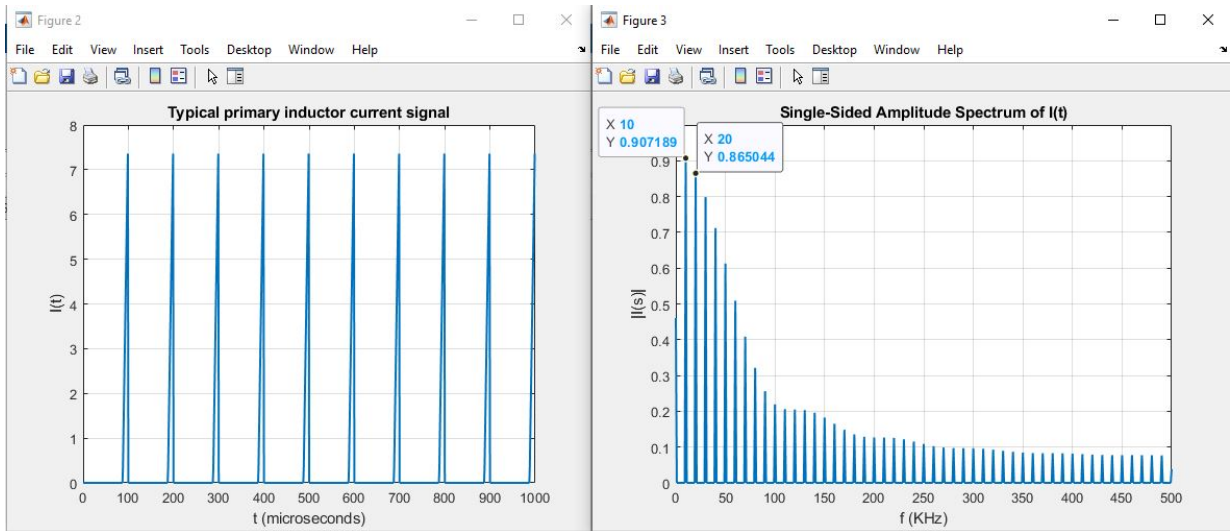 Figure 2
File Edit View Insert Tools Desktop Window Help
Typical primary inductor current signal
8
7
6
5
4
3
2
1
0
I(t)
0 100 200 300 400 500 600 700 800 900 1000
t (microseconds)
Figure 3
File Edit View Insert Tools Desktop Window Help
Single-Sided Amplitude Spectrum of I(t)
X 10
Y 0.907189
X 20
Y 0.865044
0.9
0.8
0.7
0.6
0.5
0.4
0.3
0.2
0.1
0
|I(s)|
0 50 100 150 200 250 300 350 400 450 500
f (KHz)